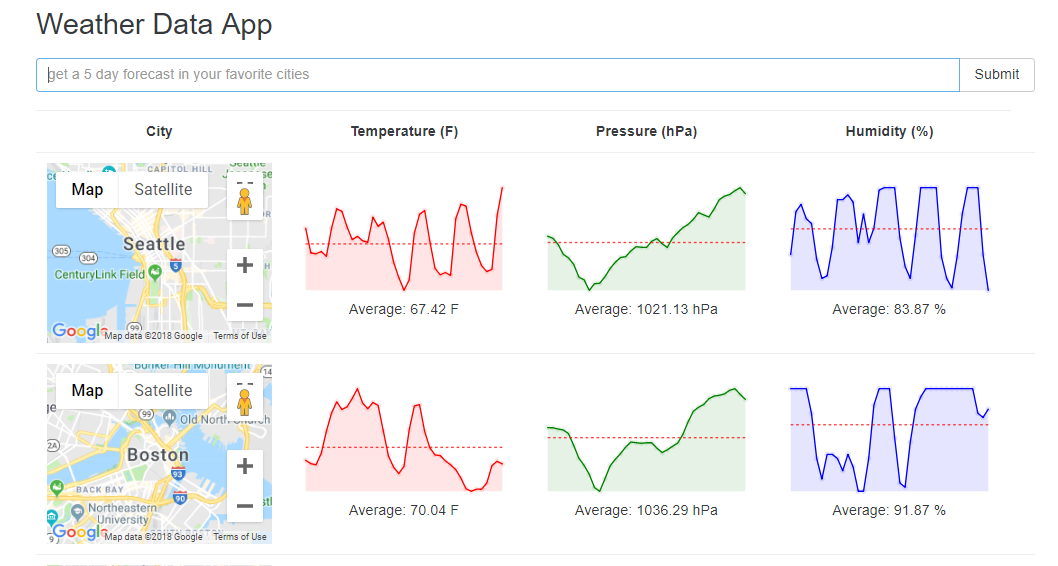 Weather Data App
get a 5 day forecast in your favorite cities Submit
City Temperature (F) Pressure (hPa) Humidity (%)
CAPITOL HILL
Seattle
Map Satellite
305
304
Seattle
5
CenturyLink Field
99
Google Map data ©2018 Google Terms of Use
Average: 67.42 F Average: 1021.13 hPa Average: 83.87 %
Bunker Hill Monument
Map Satellite
99
Old North Church
2A
Boston
93
90
BACK BAY
Northeastern
University
Google Map data ©2018 Google Terms of Use
Average: 70.04 F Average: 1036.29 hPa Average: 91.87 %